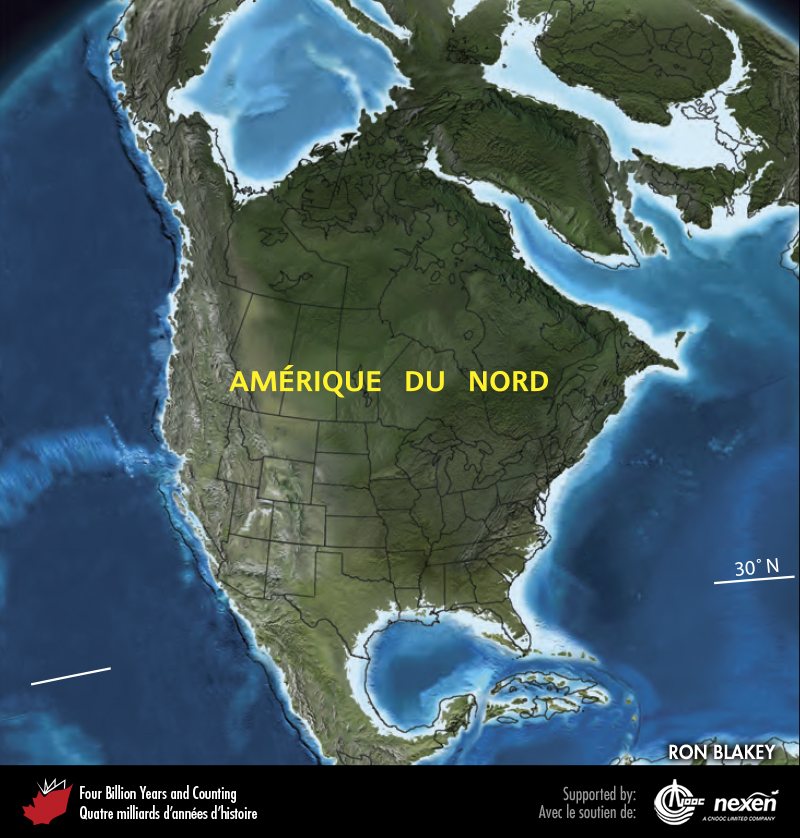 AMÉRIQUE DU NORD
30° N
RON BLAKEY
Four Billion Years and Counting
Quatre milliards d'années d'histoire
Supported by:
Avec le soutien de:
CNOOC
nexen
A CNOOC LIMITED COMPANY